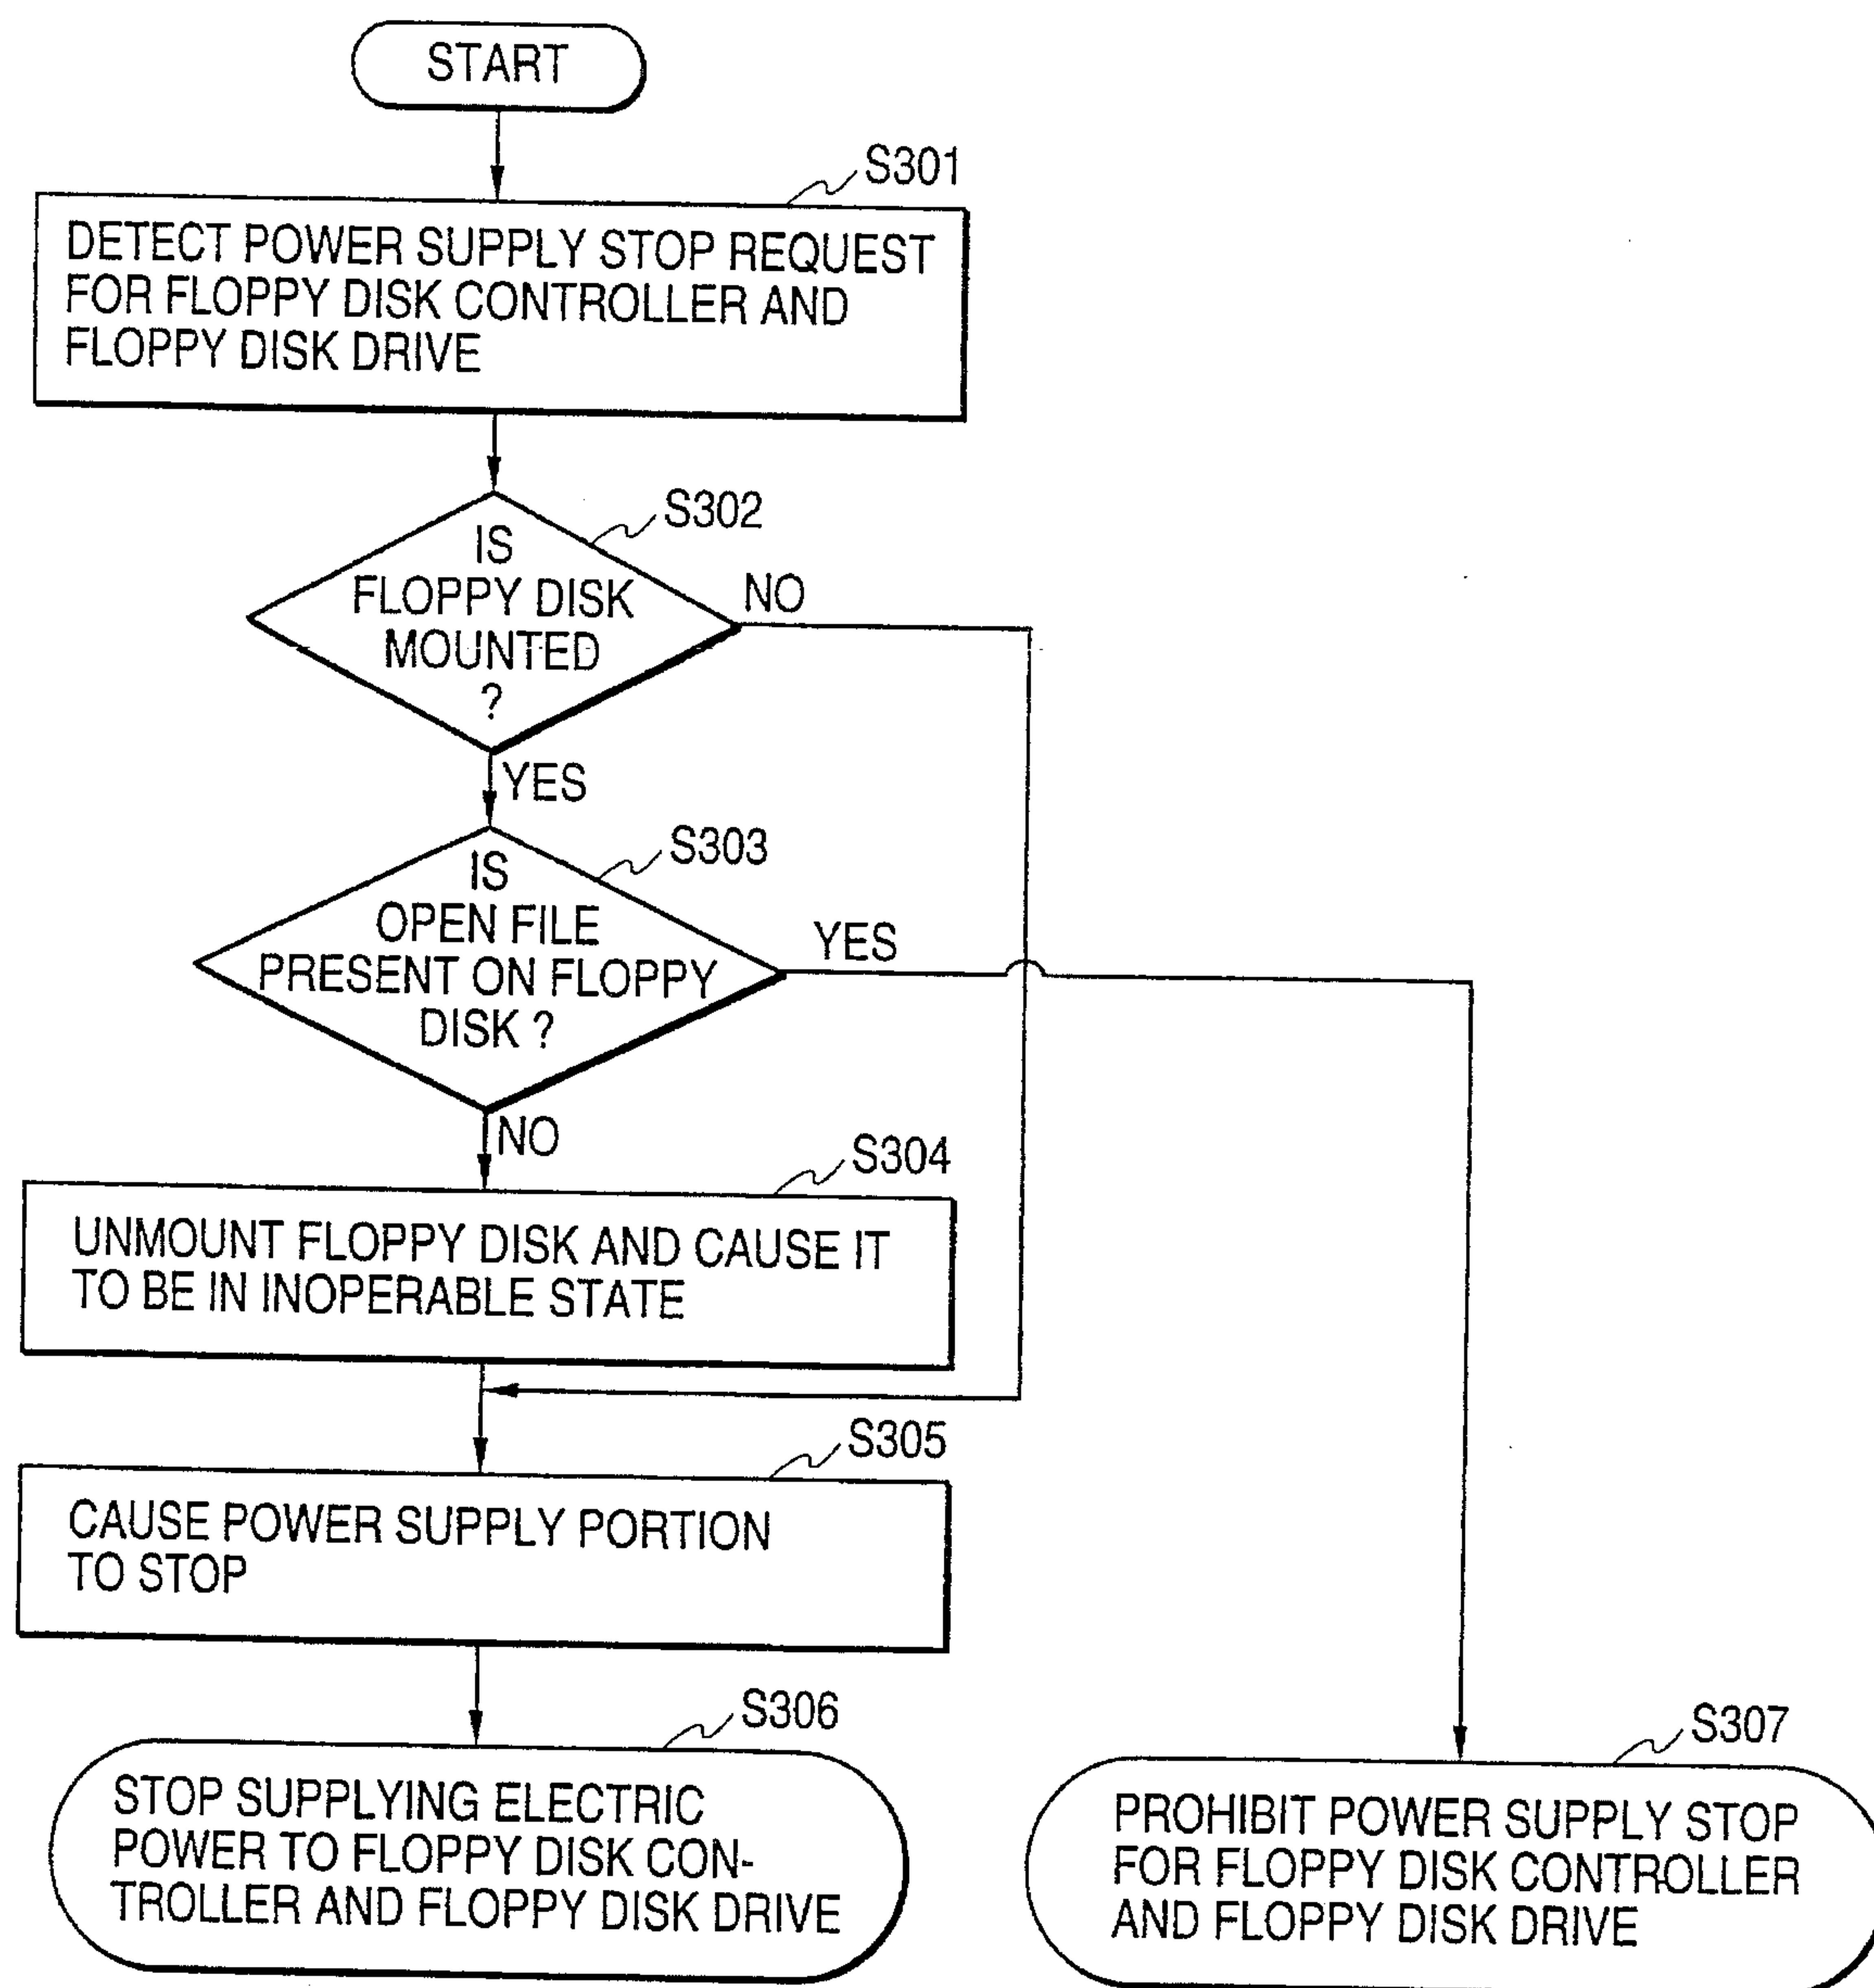 START
S301
DETECT POWER SUPPLY STOP REQUEST
FOR FLOPPY DISK CONTROLLER AND
FLOPPY DISK DRIVE
S302
IS
FLOPPY DISK
MOUNTED
?
NO
YES
S303
IS
OPEN FILE
PRESENT ON FLOPPY
DISK ?
YES
NO
S304
UNMOUNT FLOPPY DISK AND CAUSE IT
TO BE IN INOPERABLE STATE
S305
CAUSE POWER SUPPLY PORTION
TO STOP
S306
STOP SUPPLYING ELECTRIC
POWER TO FLOPPY DISK CON-
TROLLER AND FLOPPY DISK DRIVE
S307
PROHIBIT POWER SUPPLY STOP
FOR FLOPPY DISK CONTROLLER
AND FLOPPY DISK DRIVE